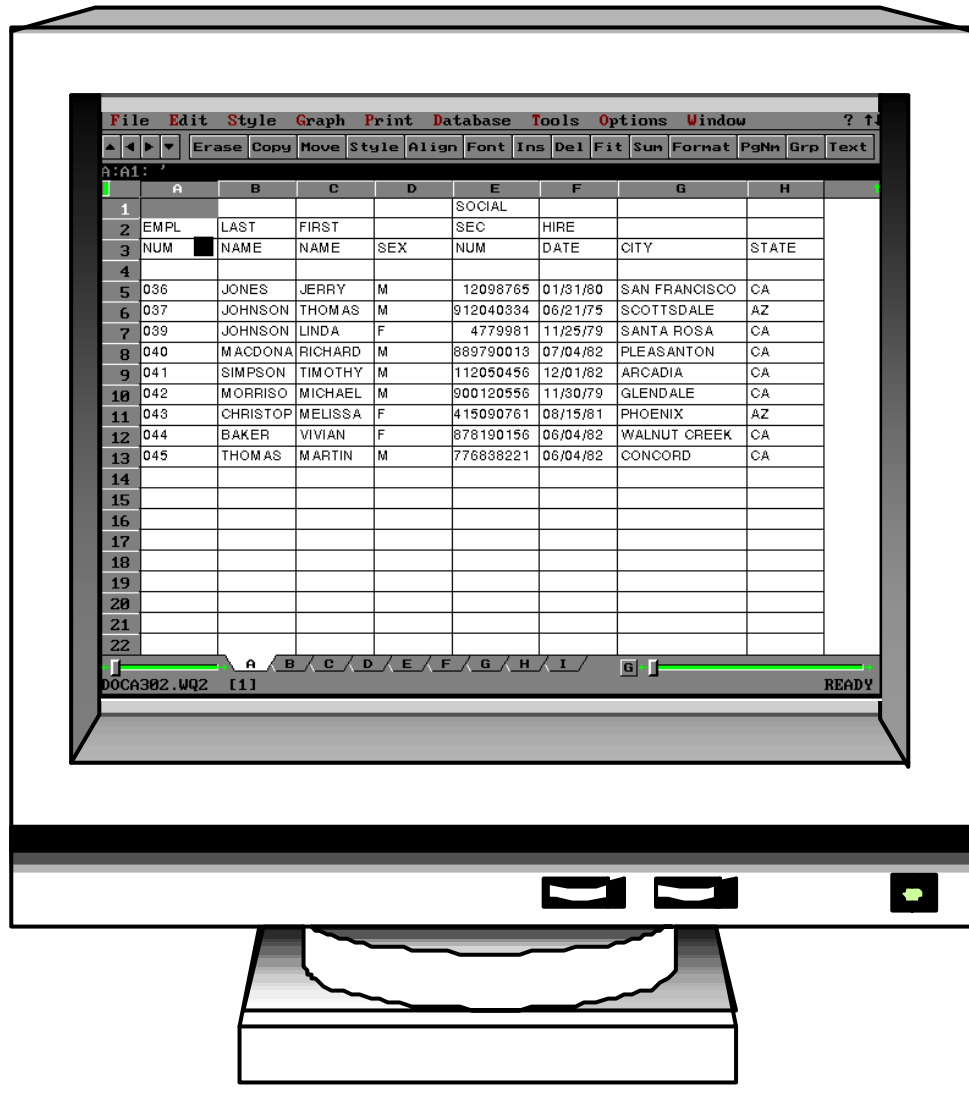 File Edit Style Graph Print Database Tools Options Window ? ↑↓
▲ ◄ ► ▼ Erase Copy Move Style Align Font Ins Del Fit Sum Format PgNm Grp Text
A:A1: '
A B C D E F G H
1 SOCIAL
2 EMPL LAST FIRST SEC HIRE
3 NUM NAME NAME SEX NUM DATE CITY STATE
4
5 036 JONES JERRY M 12098765 01/31/80 SAN FRANCISCO CA
6 037 JOHNSON THOMAS M 912040334 06/21/75 SCOTTSDALE AZ
7 039 JOHNSON LINDA F 4779981 11/25/79 SANTA ROSA CA
8 040 MACDONA RICHARD M 889790013 07/04/82 PLEASANTON CA
9 041 SIMPSON TIMOTHY M 112050456 12/01/82 ARCADIA CA
10 042 MORRISO MICHAEL M 900120556 11/30/79 GLENDALE CA
11 043 CHRISTOP MELISSA F 415090761 08/15/81 PHOENIX AZ
12 044 BAKER VIVIAN F 878190156 06/04/82 WALNUT CREEK CA
13 045 THOMAS MARTIN M 776838221 06/04/82 CONCORD CA
14
15
16
17
18
19
20
21
22
A B C D E F G H I G
DOCA302.WQ2 [1] READY